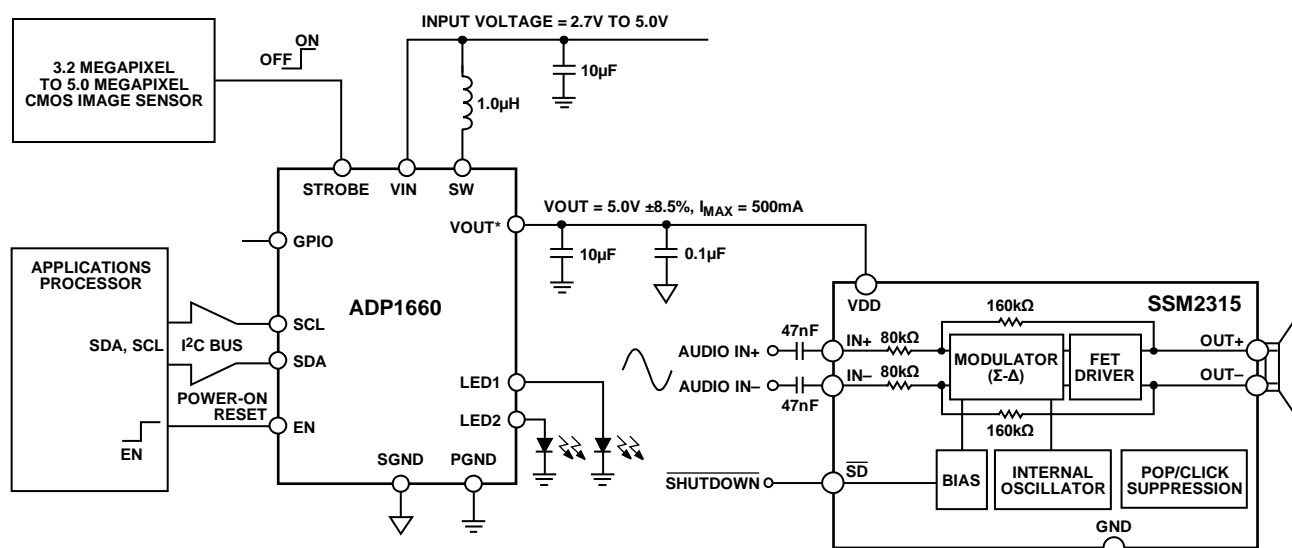 INPUT VOLTAGE = 2.7V TO 5.0V
3.2 MEGAPIXEL
TO 5.0 MEGAPIXEL
CMOS IMAGE SENSOR
OFF
ON
1.0µH
10µF
STROBE
VIN
SW
VOUT*
VOUT = 5.0V ±8.5%, IMAX = 500mA
10µF
0.1µF
GPIO
APPLICATIONS
PROCESSOR
SDA, SCL
I2C BUS
POWER-ON
RESET
EN
ADP1660
SCL
SDA
EN
LED1
LED2
SGND
PGND
VDD
SSM2315
AUDIO IN+
47nF
IN+
80kΩ
160kΩ
AUDIO IN–
47nF
IN–
80kΩ
160kΩ
MODULATOR
(Σ-Δ)
FET
DRIVER
OUT+
OUT–
SHUTDOWN
SD
BIAS
INTERNAL
OSCILLATOR
POP/CLICK
SUPPRESSION
GND